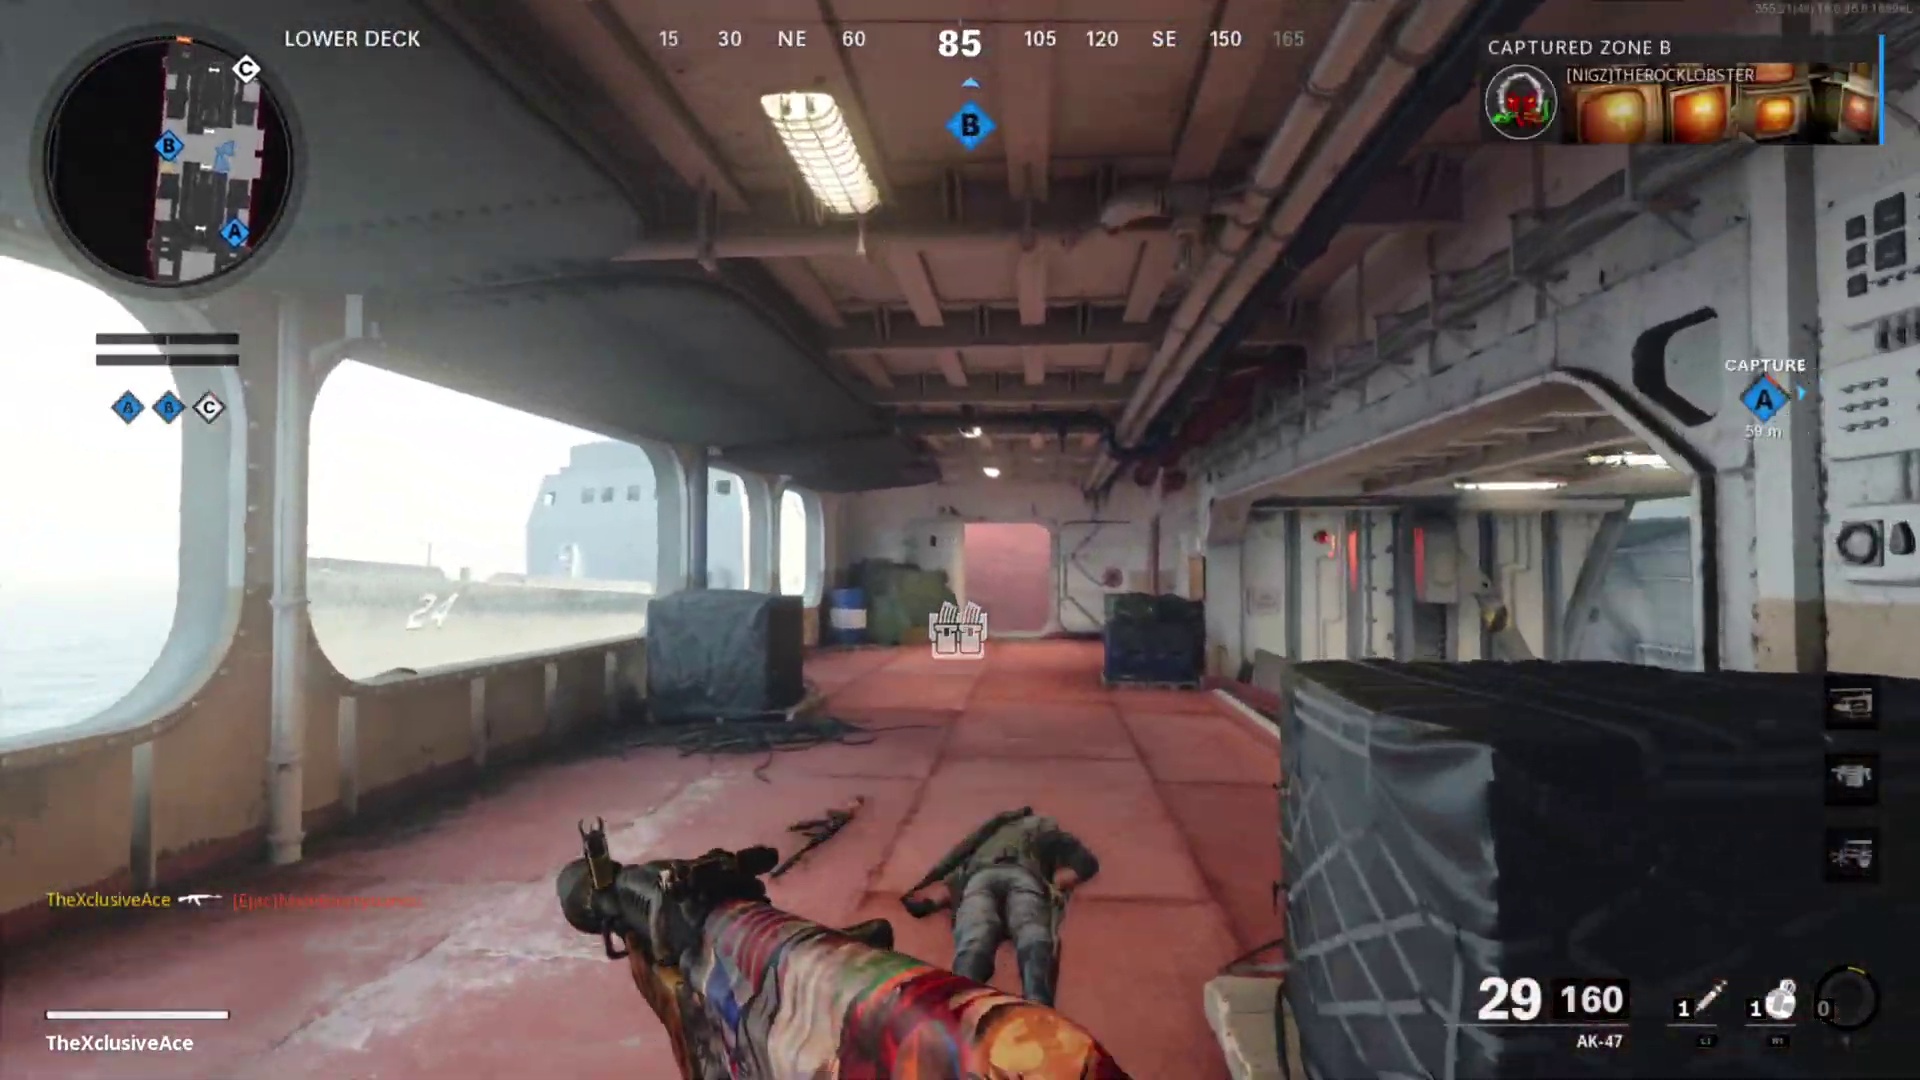 LOWER DECK
15 30 NE 60 85 105 120 SE 150 165
CAPTURED ZONE B
[NIGZ]THEROCKLOBSTER
C
B
B
A
CAPTURE
A
59 m
A B C
24
TheXclusiveAce
29 160
1 1 0
AK-47
TheXclusiveAce